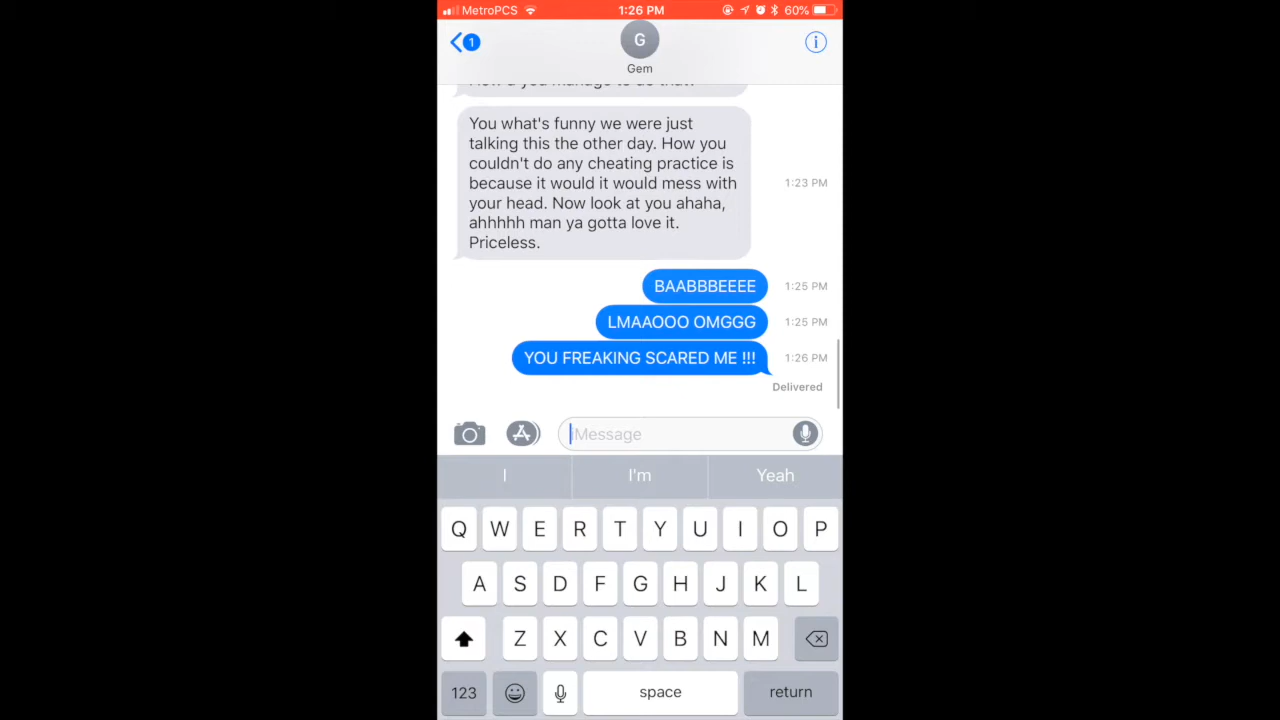 MetroPCS 1:26 PM 60%
1 G
Gem
You what's funny we were just
talking this the other day. How you
couldn't do any cheating practice is
because it would it would mess with
your head. Now look at you ahaha,
ahhhhh man ya gotta love it.
Priceless.
1:23 PM
BAABBBEEEE 1:25 PM
LMAAOOO OMGGG 1:25 PM
YOU FREAKING SCARED ME !!! 1:26 PM
Delivered
iMessage
I I'm Yeah
Q W E R T Y U I O P
A S D F G H J K L
Z X C V B N M
123 space return